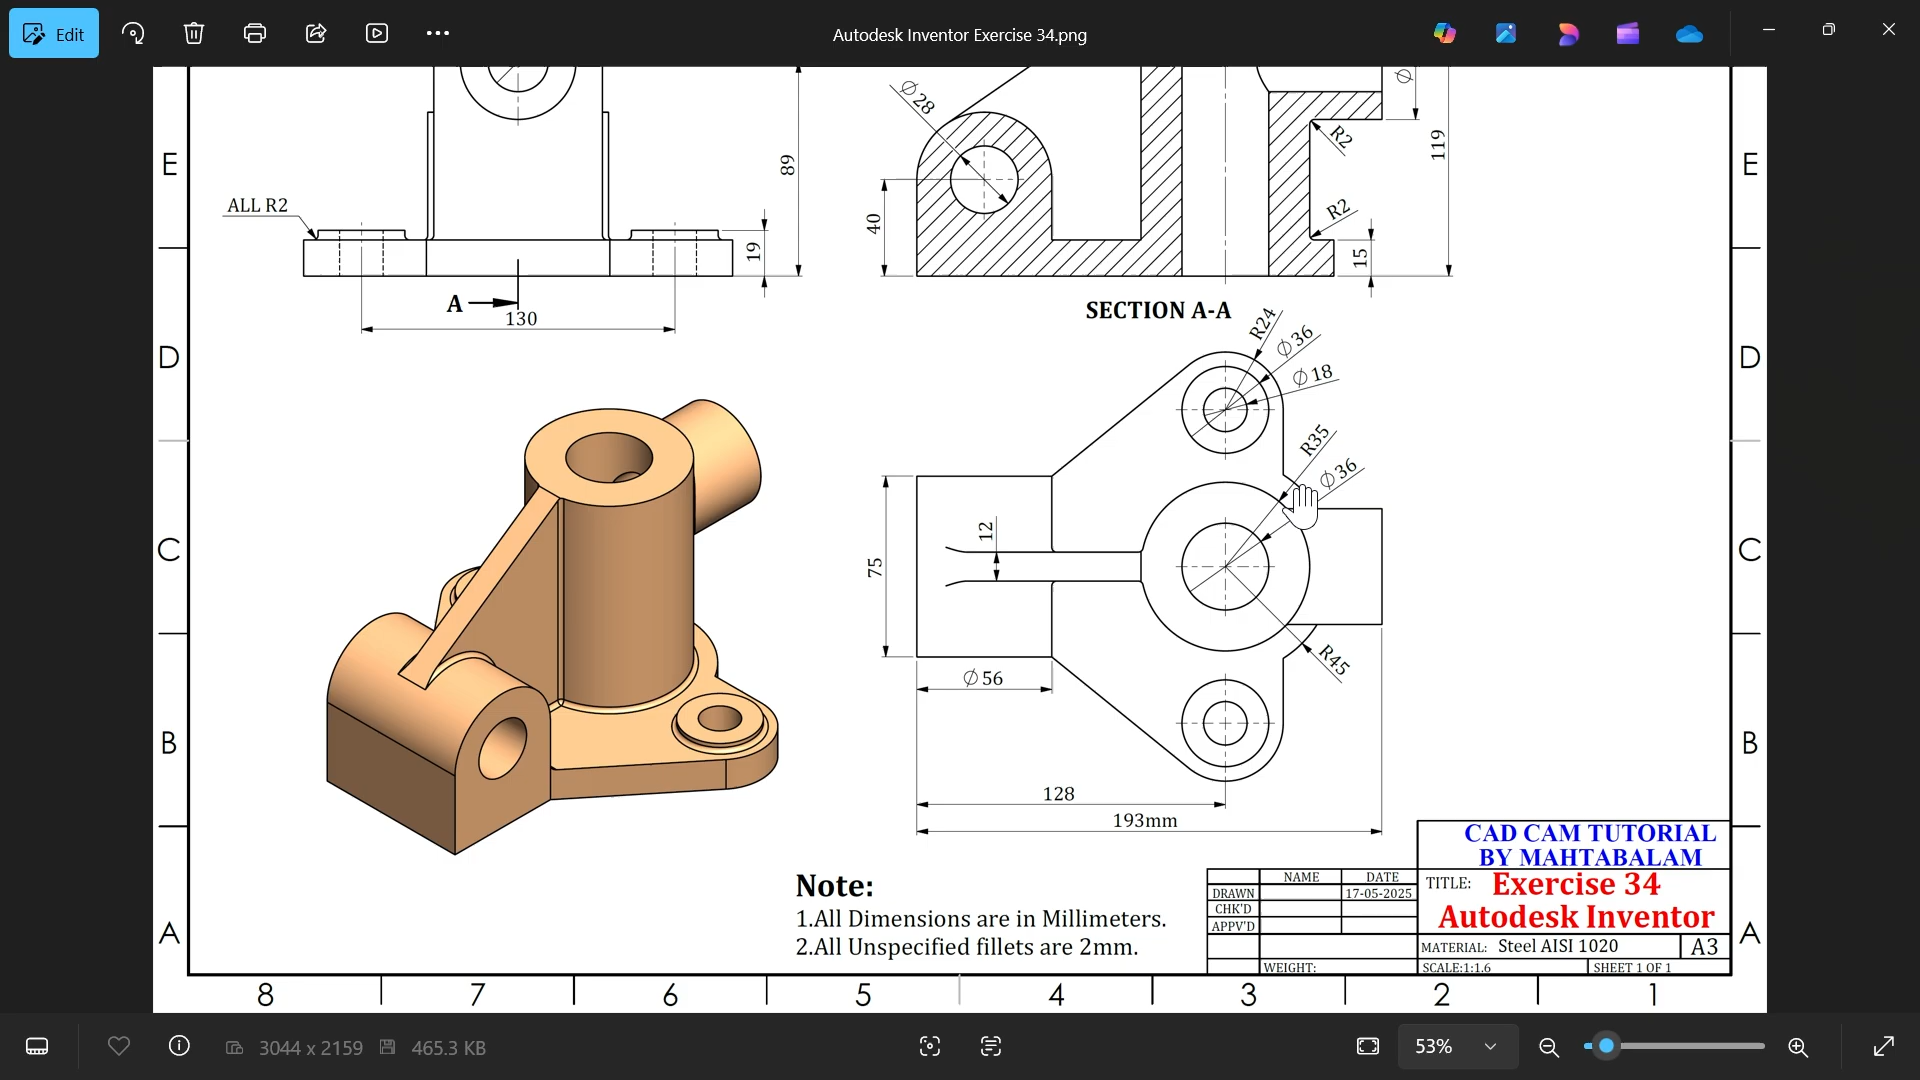 Edit
Autodesk Inventor Exercise 34.png
E
E
Ø28
Ø
R2
119
89
ALL R2
R2
40
19
15
A
130
SECTION A-A
R24
Ø36
Ø18
D
D
R35
Ø36
12
75
C
C
R45
Ø56
B
B
128
193mm
CAD CAM TUTORIAL
BY MAHTABALAM
Note:
NAME
DATE
TITLE:
Exercise 34
DRAWN
17-05-2025
CHK'D
APPV'D
Autodesk Inventor
1.All Dimensions are in Millimeters.
2.All Unspecified fillets are 2mm.
MATERIAL: Steel AISI 1020
A3
A
A
WEIGHT:
SCALE:1:1.6
SHEET 1 OF 1
8 7 6 5 4 3 2 1
3044 x 2159
465.3 KB
53%